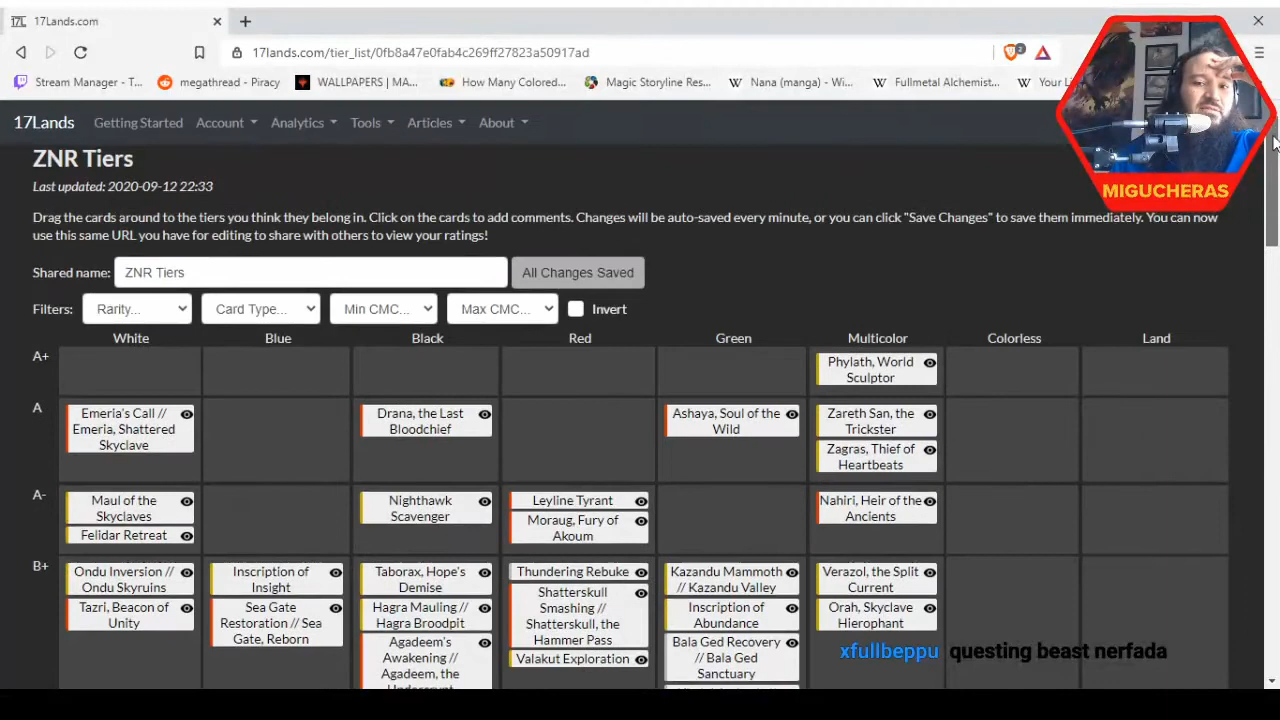 17Lands.com
17lands.com/tier_list/0fb8a47e0fab4c269ff27823a50917ad
2
Stream Manager - T...
megathread - Piracy
WALLPAPERS | MA...
How Many Colored...
Magic Storyline Res...
Nana (manga) - Wi...
Fullmetal Alchemist...
Your Li
17Lands
Getting Started
Account
Analytics
Tools
Articles
About
MIGUCHERAS
ZNR Tiers
Last updated: 2020-09-12 22:33
Drag the cards around to the tiers you think they belong in. Click on the cards to add comments. Changes will be auto-saved every minute, or you can click "Save Changes" to save them immediately. You can now
use this same URL you have for editing to share with others to view your ratings!
Shared name:
ZNR Tiers
All Changes Saved
Filters:
Rarity...
Card Type...
Min CMC...
Max CMC...
Invert
White
Blue
Black
Red
Green
Multicolor
Colorless
Land
A+
Phylath, World
Sculptor
A
Emeria's Call //
Emeria, Shattered
Skyclave
Drana, the Last
Bloodchief
Ashaya, Soul of the
Wild
Zareth San, the
Trickster
Zagras, Thief of
Heartbeats
A-
Maul of the
Skyclaves
Felidar Retreat
Nighthawk
Scavenger
Leyline Tyrant
Moraug, Fury of
Akoum
Nahiri, Heir of the
Ancients
B+
Ondu Inversion //
Ondu Skyruins
Tazri, Beacon of
Unity
Inscription of
Insight
Sea Gate
Restoration // Sea
Gate, Reborn
Taborax, Hope's
Demise
Hagra Mauling //
Hagra Broodpit
Agadeem's
Awakening //
Agadeem, the
Thundering Rebuke
Shatterskull
Smashing //
Shatterskull, the
Hammer Pass
Valakut Exploration
Kazandu Mammoth
// Kazandu Valley
Inscription of
Abundance
Bala Ged Recovery
// Bala Ged
Sanctuary
Verazol, the Split
Current
Orah, Skyclave
Hierophant
xfullbeppu questing beast nerfada